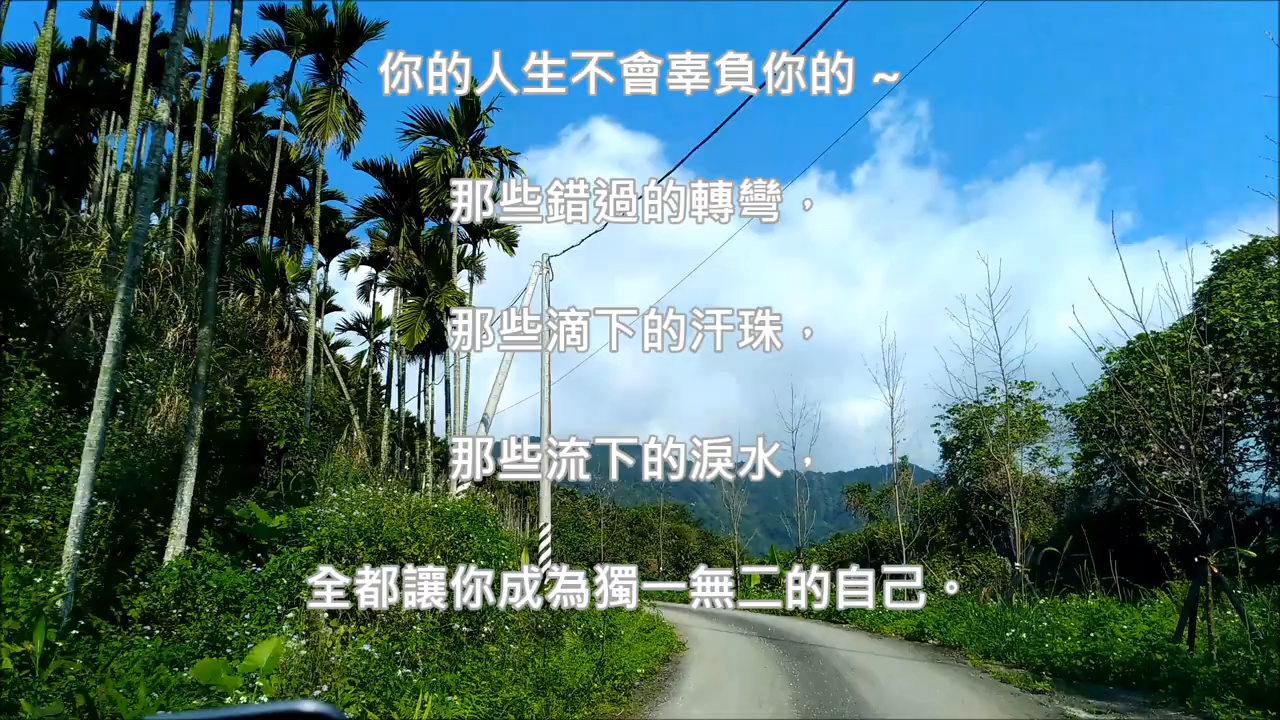 你的人生不會辜負你的 ~
那些錯過的轉彎，
那些滴下的汗珠，
那些流下的淚水，
全都讓你成為獨一無二的自己。